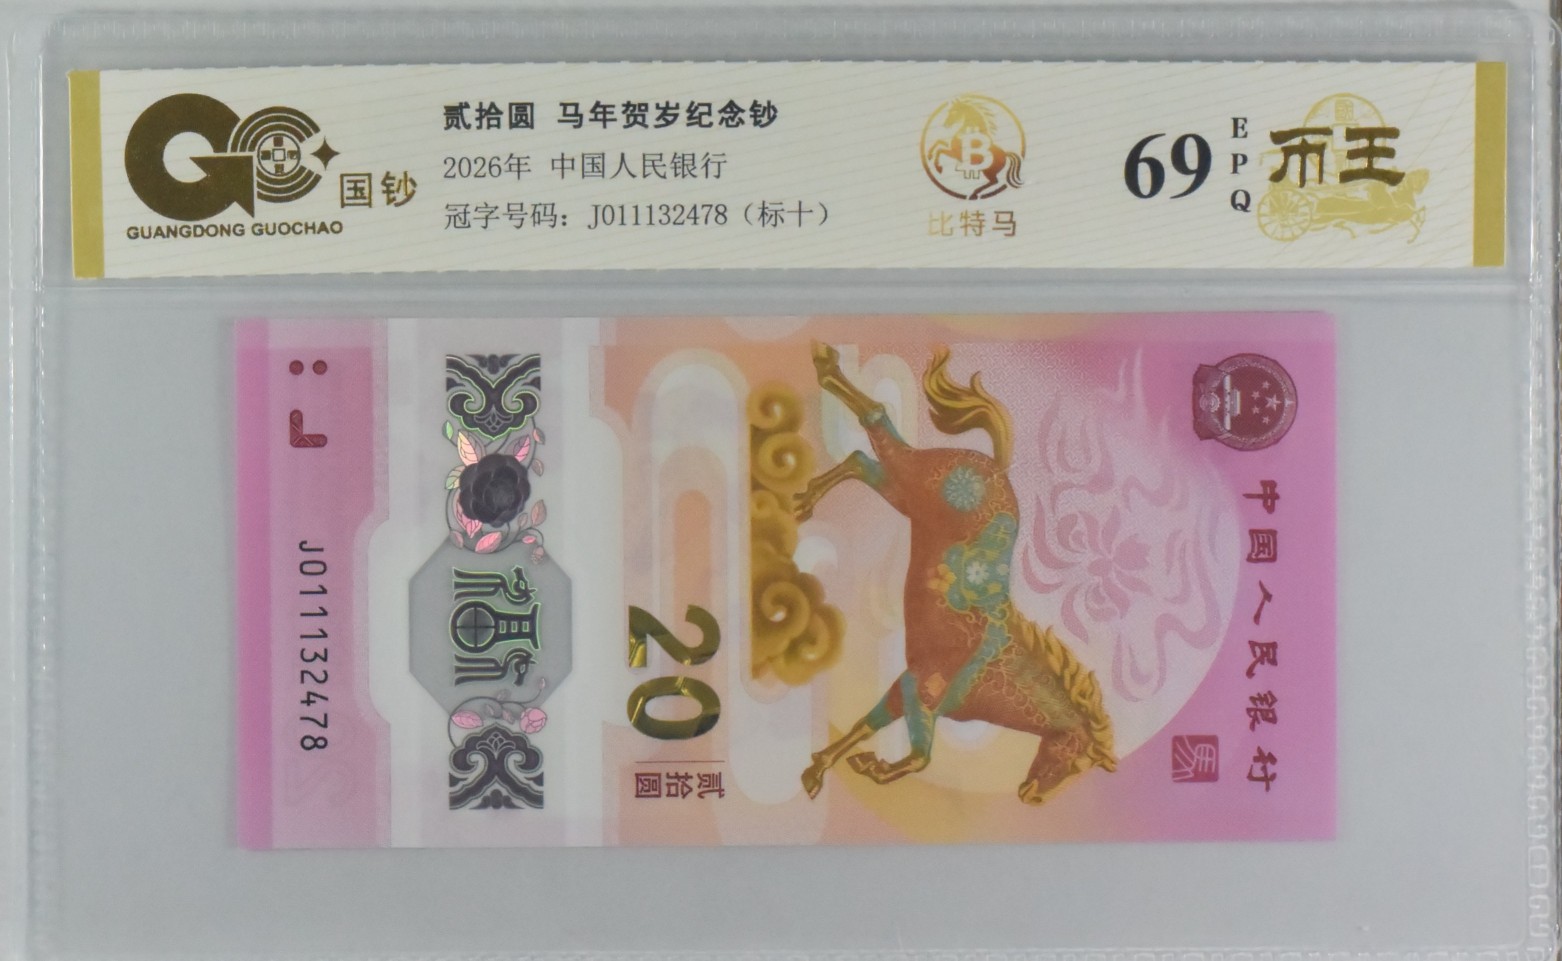 国钞
GUANGDONG GUOCHAO
贰拾圆 马年贺岁纪念钞
2026年 中国人民银行
冠字号码：J011132478（标十）
比特马
69
EPQ
币王
中国人民银行
馬
20
贰拾圆
J011132478